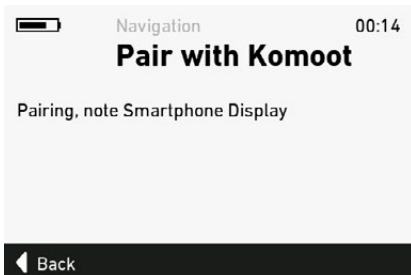 Navigation
00:14
Pair with Komoot
Pairing, note Smartphone Display
Back